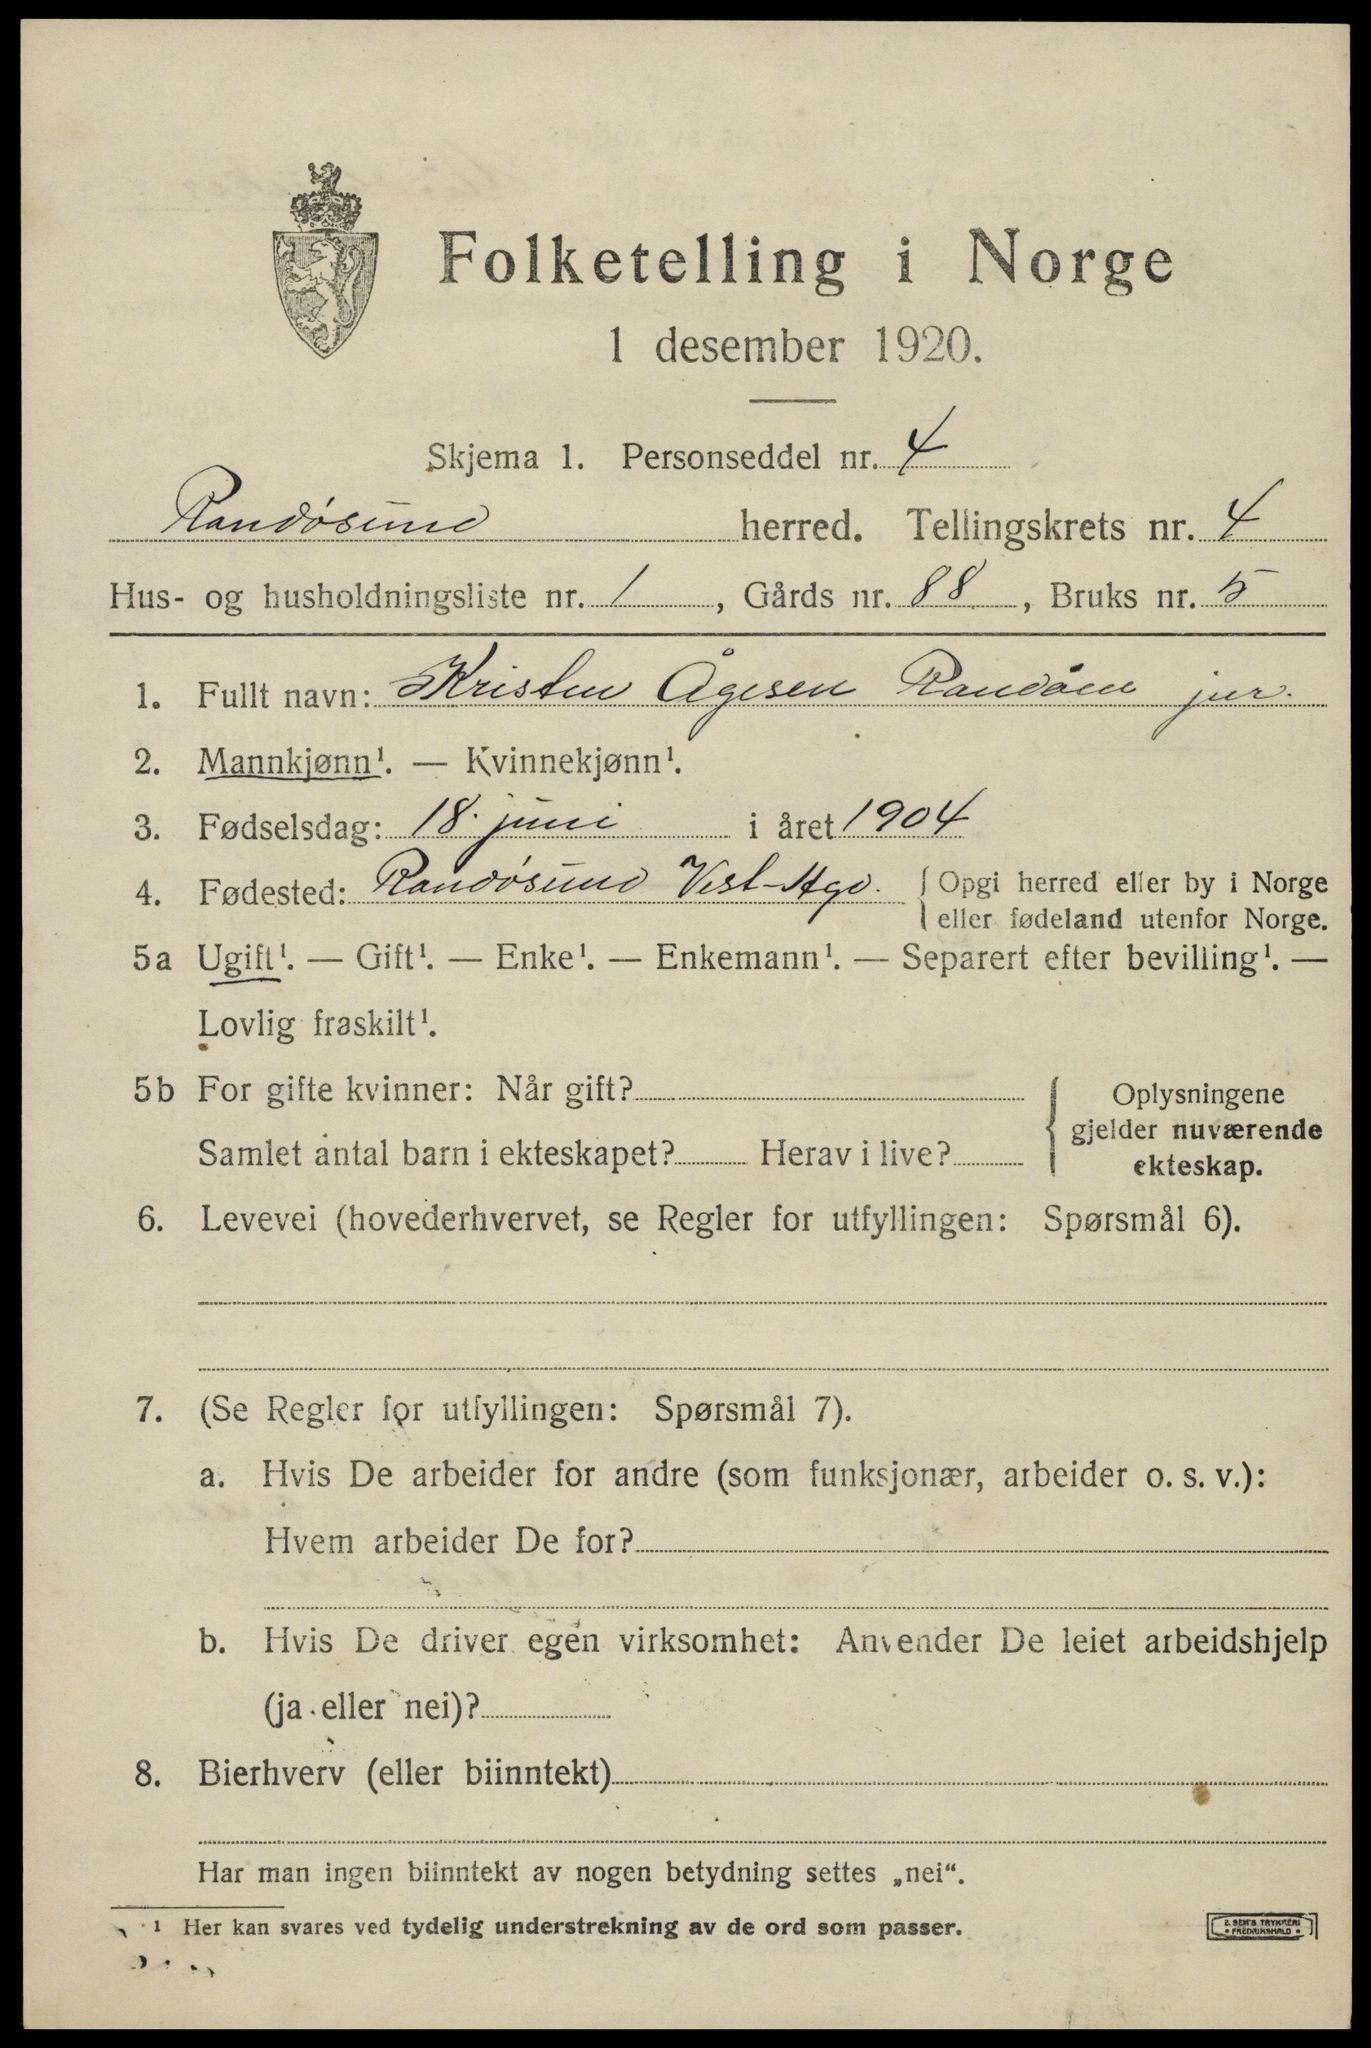 Folketelling i Norge
1 desember 1920.
Skjema 1. Personseddel nr. 4
Randøsund herred. Tellingskrets nr. 4
Hus- og husholdningsliste nr. 1, Gårds nr. 88, Bruks nr. 5
1. Fullt navn: Kristen Ågesen Randøen jur.
2. Mannkjønn¹. — Kvinnekjønn¹.
3. Fødselsdag: 18. juni i året 1904
4. Fødested: Randøsund Vest-Agd. { Opgi herred eller by i Norge
eller fødeland utenfor Norge.
5a Ugift¹. — Gift¹. — Enke¹. — Enkemann¹. — Separert efter bevilling¹. —
Lovlig fraskilt¹.
5b For gifte kvinner: Når gift?
Samlet antal barn i ekteskapet? Herav i live?
Oplysningene
gjelder nuværende
ekteskap.
6. Levevei (hovederhvervet, se Regler for utfyllingen: Spørsmål 6).
7. (Se Regler for utfyllingen: Spørsmål 7).
a. Hvis De arbeider for andre (som funksjonær, arbeider o. s. v.):
Hvem arbeider De for?
b. Hvis De driver egen virksomhet: Anvender De leiet arbeidshjelp
(ja eller nei)?
8. Bierhverv (eller biinntekt)
Har man ingen biinntekt av nogen betydning settes „nei“.
¹ Her kan svares ved tydelig understrekning av de ord som passer.
E. SEM'S TRYKKERI
FREDRIKSHALD